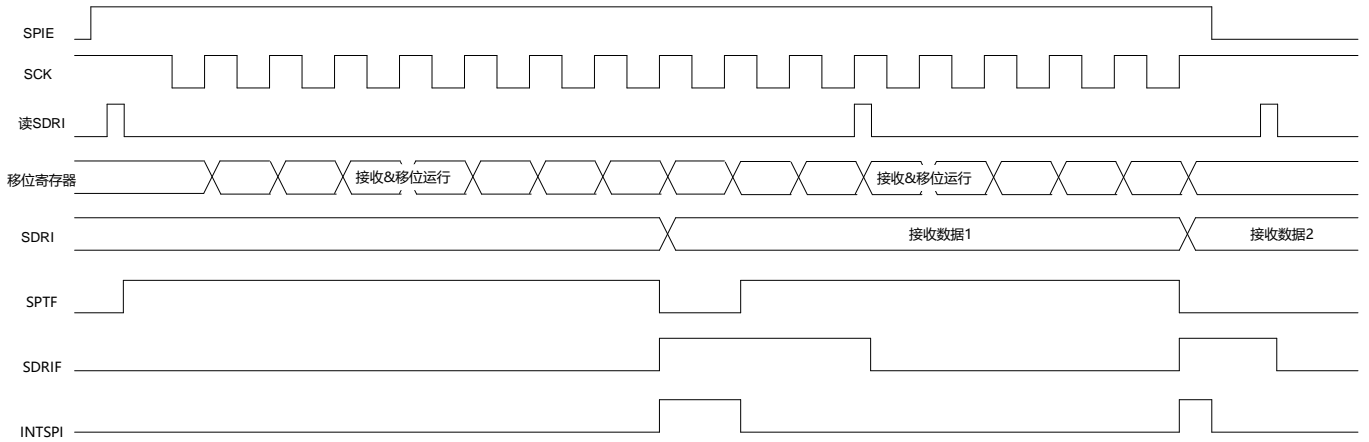 SPIE
SCK
读SDRI
移位寄存器
接收&移位运行
接收&移位运行
SDRI
接收数据1
接收数据2
SPTF
SDRIF
INTSPI